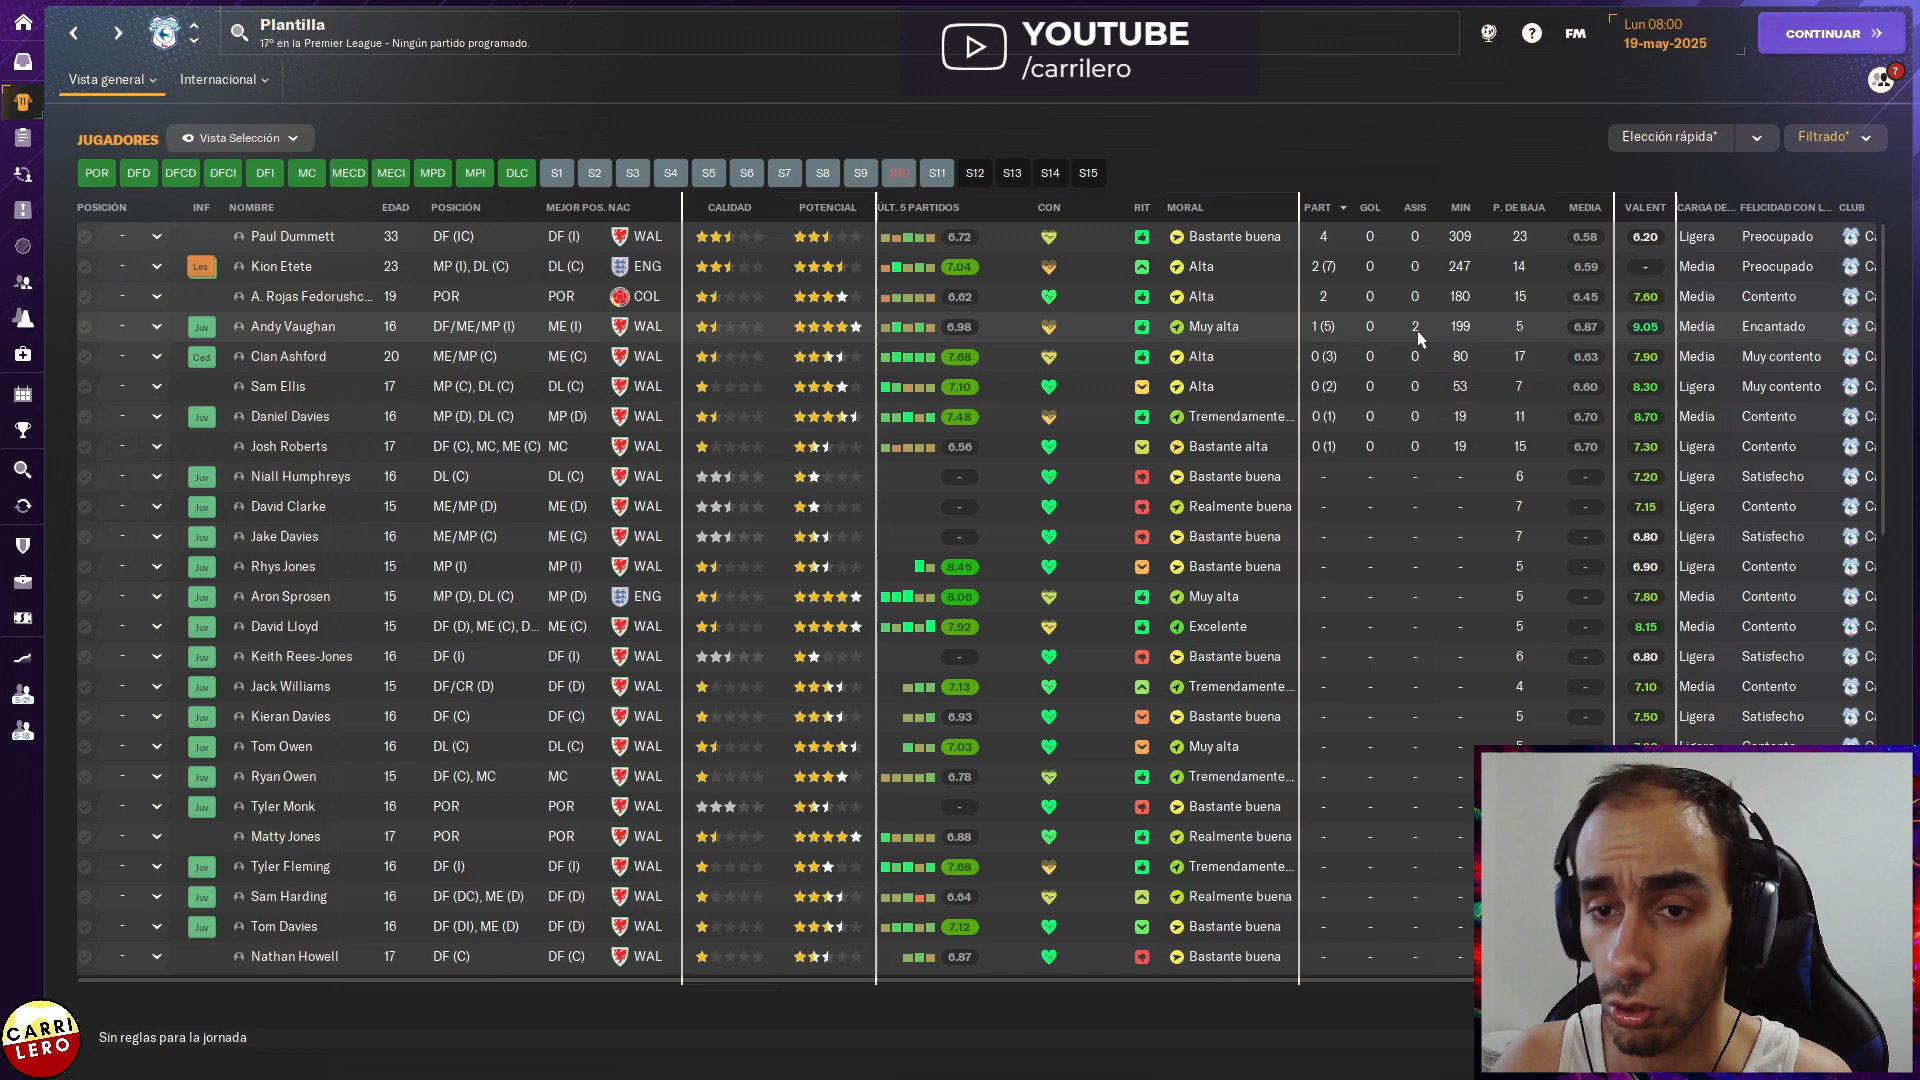 Plantilla
17º en la Premier League - Ningún partido programado.
YOUTUBE
/carrilero
FM
Lun 08:00
19-may-2025
CONTINUAR
7
Vista general
Internacional
JUGADORES
Vista Selección
Elección rápida*
Filtrado*
POR DFD DFCD DFCI DFI MC MECD MECI MPD MPI DLC S1 S2 S3 S4 S5 S6 S7 S8 S9 S10 S11 S12 S13 S14 S15
POSICIÓN INF NOMBRE EDAD POSICIÓN MEJOR POS. NAC CALIDAD POTENCIAL ÚLT. 5 PARTIDOS CON RIT MORAL PART GOL ASIS MIN P. DE BAJA MEDIA VAL ENT CARGA DE... FELICIDAD CON L... CLUB
- Paul Dummett 33 DF (IC) DF (I) WAL 6.72 Bastante buena 4 0 0 309 23 6.58 6.20 Ligera Preocupado Ca
- Les Kion Etete 23 MP (I), DL (C) DL (C) ENG 7.04 Alta 2 (7) 0 0 247 14 6.59 - Media Preocupado Ca
- A. Rojas Fedorushc... 19 POR POR COL 6.62 Alta 2 0 0 180 15 6.45 7.60 Media Contento Ca
- Juv Andy Vaughan 16 DF/ME/MP (I) ME (I) WAL 6.98 Muy alta 1 (5) 0 2 199 5 6.87 9.05 Media Encantado Ca
- Ced Cian Ashford 20 ME/MP (C) ME (C) WAL 7.68 Alta 0 (3) 0 0 80 17 6.63 7.90 Media Muy contento Ca
- Sam Ellis 17 MP (C), DL (C) DL (C) WAL 7.10 Alta 0 (2) 0 0 53 7 6.60 8.30 Ligera Muy contento Ca
- Juv Daniel Davies 16 MP (D), DL (C) MP (D) WAL 7.48 Tremendamente... 0 (1) 0 0 19 11 6.70 8.70 Media Contento Ca
- Josh Roberts 17 DF (C), MC, ME (C) MC WAL 6.56 Bastante alta 0 (1) 0 0 19 15 6.70 7.30 Ligera Contento Ca
- Juv Niall Humphreys 16 DL (C) DL (C) WAL - Bastante buena - - - - 6 - 7.20 Ligera Satisfecho Ca
- Juv David Clarke 15 ME/MP (D) ME (D) WAL - Realmente buena - - - - 7 - 7.15 Ligera Contento Ca
- Juv Jake Davies 16 ME/MP (C) ME (C) WAL - Bastante buena - - - - 7 - 6.80 Ligera Satisfecho Ca
- Juv Rhys Jones 15 MP (I) MP (I) WAL 8.45 Bastante buena - - - - 5 - 6.90 Ligera Contento Ca
- Juv Aron Sprosen 15 MP (D), DL (C) MP (D) ENG 8.06 Muy alta - - - - 5 - 7.80 Ligera Contento Ca
- Juv David Lloyd 15 DF (D), ME (C), D... ME (C) WAL 7.92 Excelente - - - - 5 - 8.15 Media Contento Ca
- Juv Keith Rees-Jones 16 DF (I) DF (I) WAL - Bastante buena - - - - 6 - 6.80 Ligera Satisfecho Ca
- Juv Jack Williams 15 DF/CR (D) DF (D) WAL 7.13 Tremendamente... - - - - 4 - 7.10 Media Contento Ca
- Juv Kieran Davies 16 DF (C) DF (C) WAL 6.93 Bastante buena - - - - 5 - 7.50 Ligera Satisfecho Ca
- Juv Tom Owen 16 DL (C) DL (C) WAL 7.03 Muy alta - - - - Ligera Contento Ca
- Juv Ryan Owen 15 DF (C), MC MC WAL 6.78 Tremendamente... - - - -
- Juv Tyler Monk 16 POR POR WAL - Bastante buena - - - -
- Matty Jones 17 POR POR WAL 6.88 Realmente buena - - - -
- Juv Tyler Fleming 16 DF (I) DF (I) WAL 7.68 Tremendamente... - - - -
- Juv Sam Harding 16 DF (DC), ME (D) DF (D) WAL 6.64 Realmente buena - - - -
- Juv Tom Davies 16 DF (DI), ME (D) DF (D) WAL 7.12 Bastante buena - - - -
- Nathan Howell 17 DF (C) DF (C) WAL 6.87 Bastante buena - - - -
S-21
S-18
CARRI
LERO
Sin reglas para la jornada